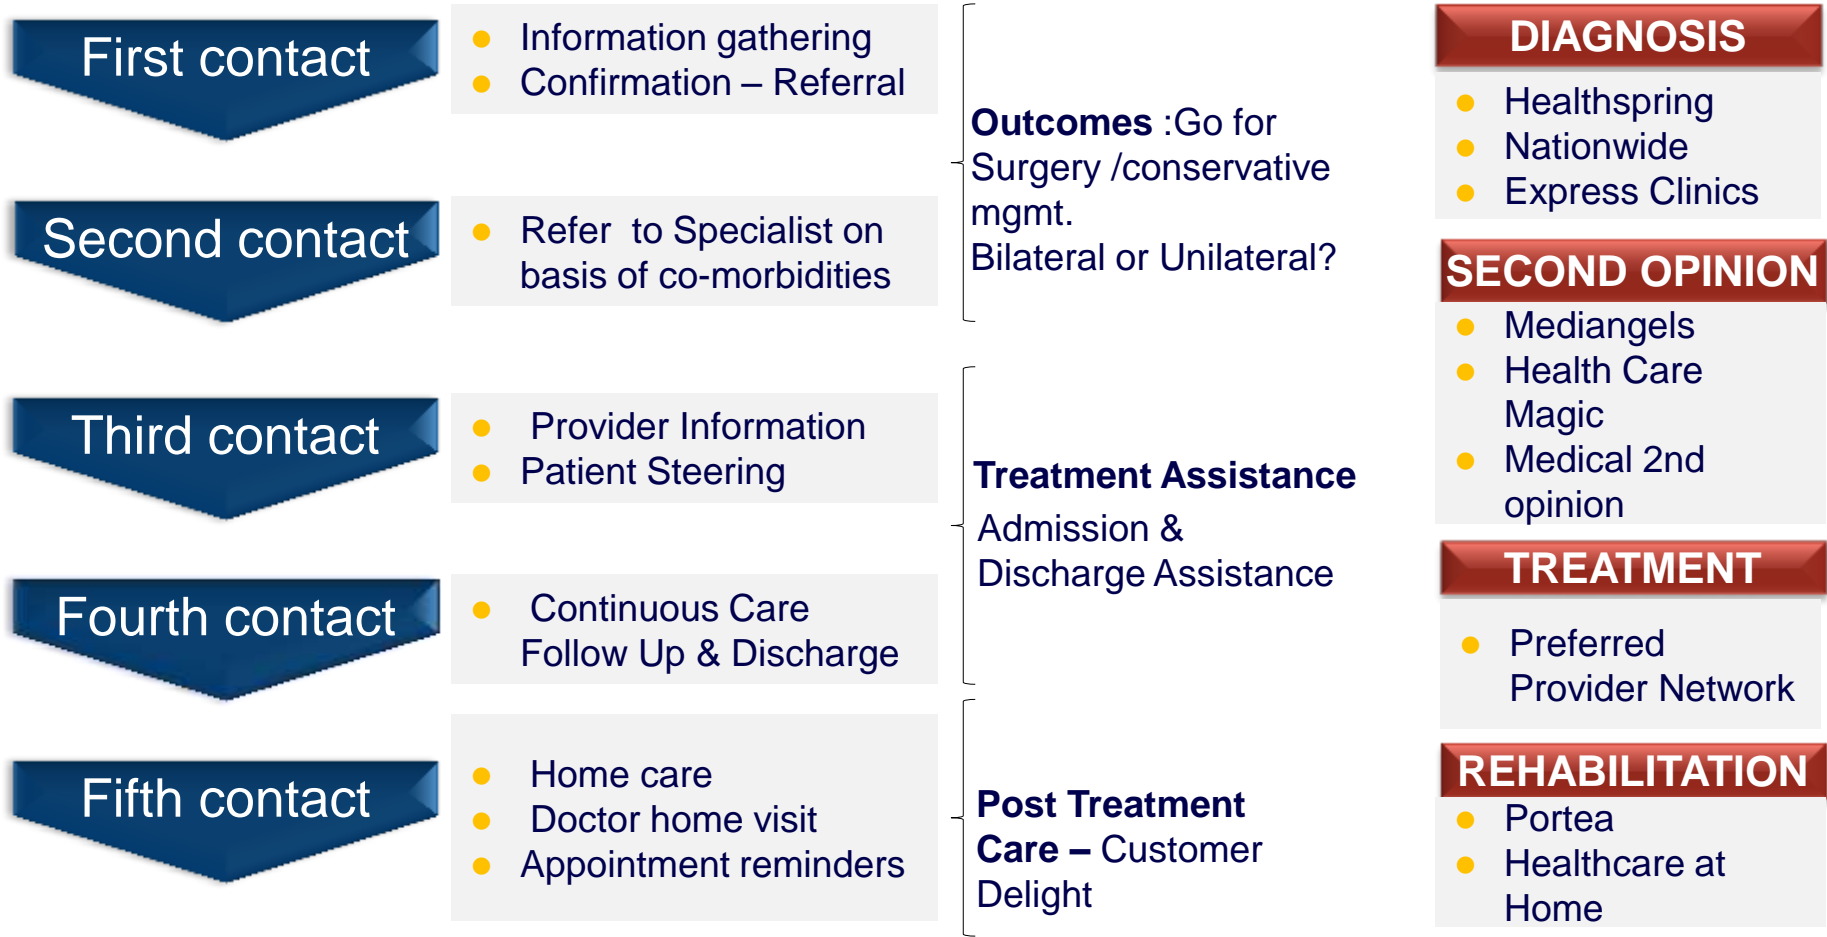 First contact
● Information gathering
● Confirmation – Referral
Second contact
● Refer  to Specialist on
basis of co-morbidities
Outcomes :Go for
Surgery /conservative
mgmt.
Bilateral or Unilateral?
Third contact
● Provider Information
● Patient Steering
Fourth contact
● Continuous Care
Follow Up & Discharge
Treatment Assistance
Admission &
Discharge Assistance
Fifth contact
● Home care
● Doctor home visit
● Appointment reminders
Post Treatment
Care – Customer
Delight
DIAGNOSIS
● Healthspring
● Nationwide
● Express Clinics
SECOND OPINION
● Mediangels
● Health Care
Magic
● Medical 2nd
opinion
TREATMENT
● Preferred
Provider Network
REHABILITATION
● Portea
● Healthcare at
Home